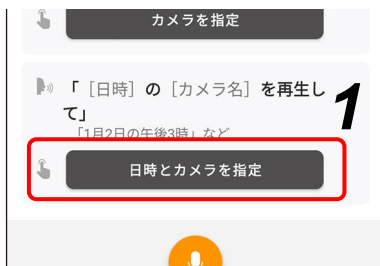 カメラを指定
「［日時］の［カメラ名］を再生し
て」
「1月2日の午後3時」など
日時とカメラを指定
1